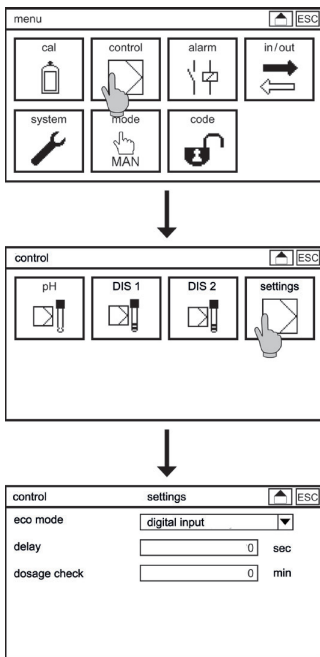 menu ESC
cal control alarm in/out
system mode code
MAN
control ESC
pH DIS 1 DIS 2 settings
control settings ESC
eco mode digital input
delay 0 sec
dosage check 0 min